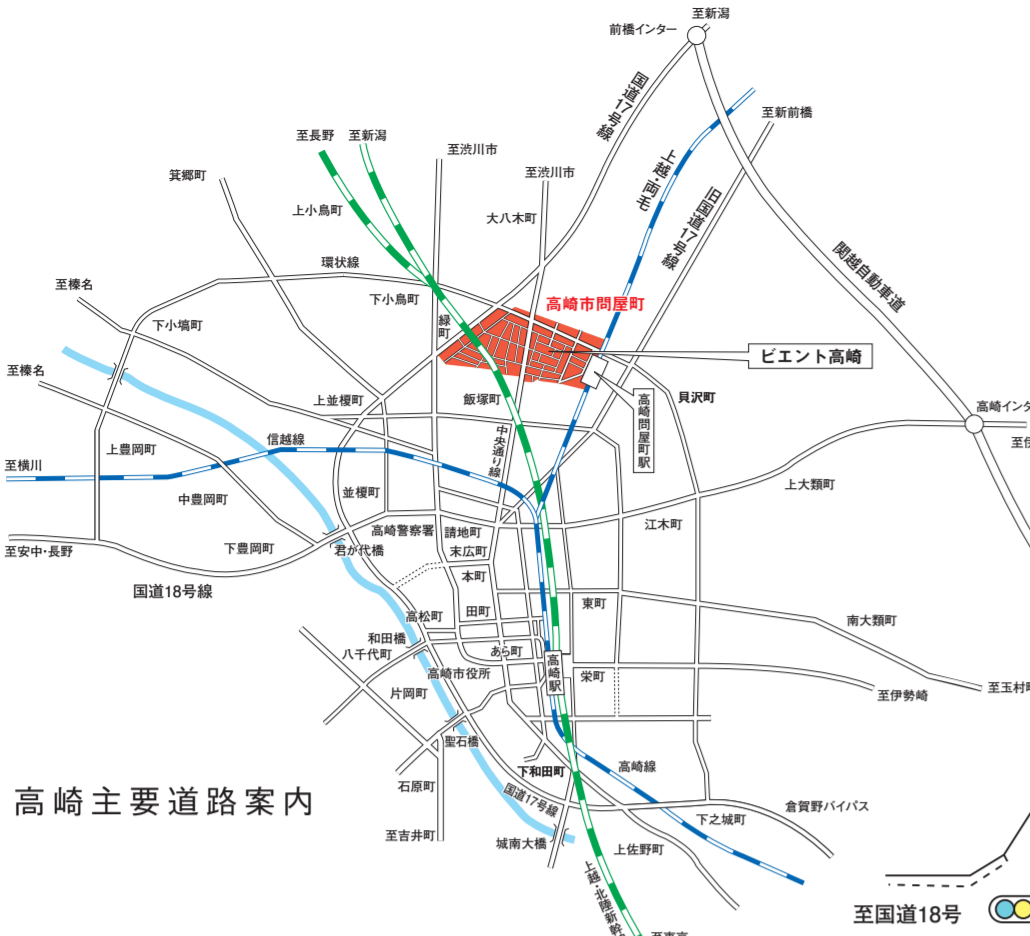 至新潟
前橋インター
国道17号線
至新前橋
至長野
至新潟
至渋川市
至渋川市
箕郷町
上小鳥町
大八木町
上越・両毛
旧国道17号線
関越自動車道
環状線
至榛名
下小鳥町
高崎市問屋町
下小塙町
緑町
ビエント高崎
至榛名
飯塚町
高崎問屋町駅
貝沢町
上並榎町
高崎インタ
中央通り線
信越線
上豊岡町
至横川
上大類町
中豊岡町
並榎町
高崎警察署
請地町
江木町
至安中・長野
下豊岡町
君が代橋
末広町
国道18号線
本町
東町
高松町
田町
南大類町
和田橋
八千代町
あら町
高崎駅
高崎市役所
栄町
片岡町
至伊勢崎
至玉村町
聖石橋
下和田町
高崎線
石原町
国道17号線
高崎主要道路案内
倉賀野バイパス
下之城町
至吉井町
城南大橋
上佐野町
上越・北陸新幹
至国道18号